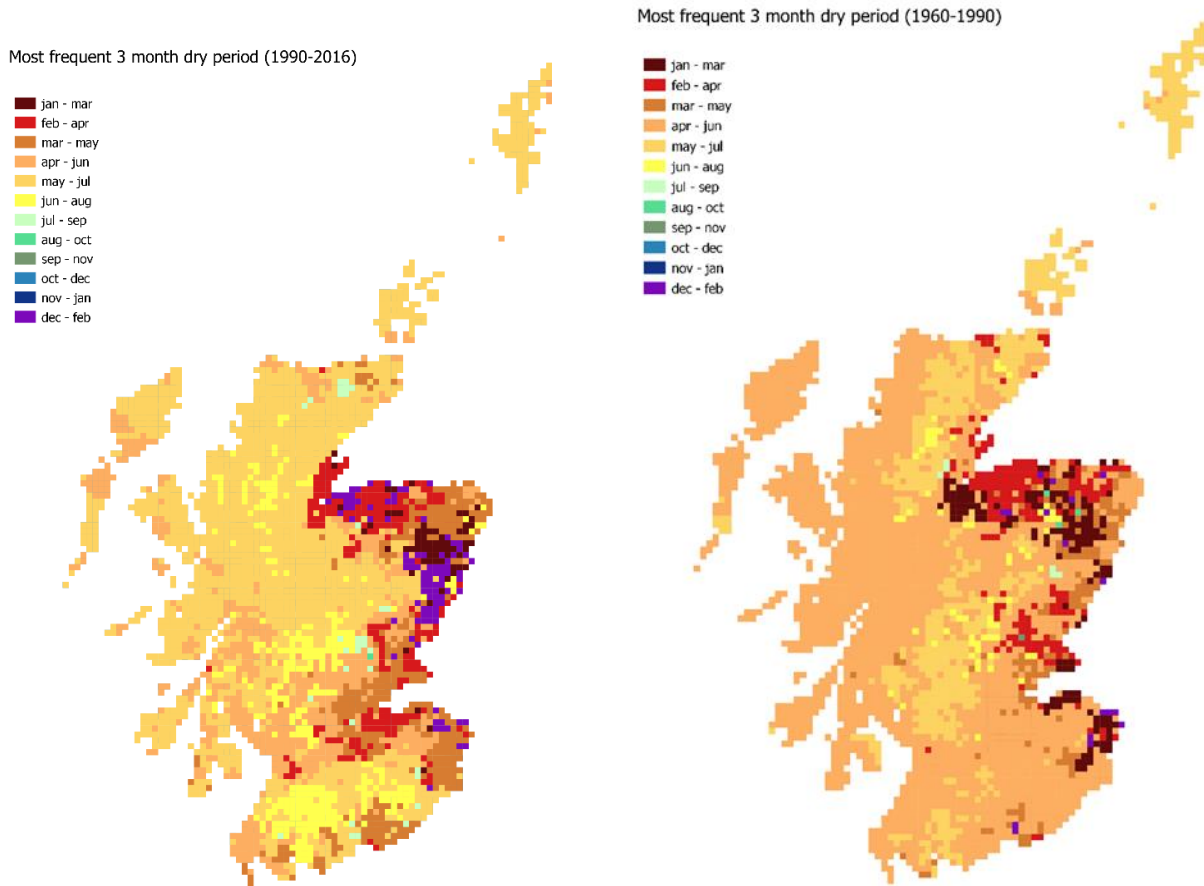 Most frequent 3 month dry period (1990-2016)
jan - mar
feb - apr
mar - may
apr - jun
may - jul
jun - aug
jul - sep
aug - oct
sep - nov
oct - dec
nov - jan
dec - feb
Most frequent 3 month dry period (1960-1990)
jan - mar
feb - apr
mar - may
apr - jun
may - jul
jun - aug
jul - sep
aug - oct
sep - nov
oct - dec
nov - jan
dec - feb